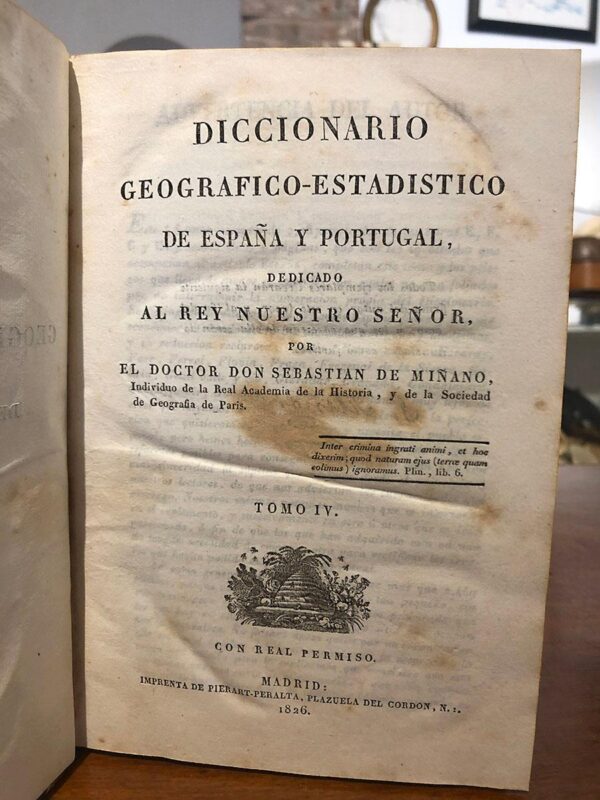 DICCIONARIO
GEOGRAFICO-ESTADISTICO
DE ESPAÑA Y PORTUGAL,
DEDICADO
AL REY NUESTRO SEÑOR,
POR
EL DOCTOR DON SEBASTIAN DE MIÑANO,
Individuo de la Real Academia de la Historia, y de la Sociedad
de Geografia de Paris.
Inter crimina ingrati animi, et hoc
dixerim; quod naturam ejus (terræ quam
colimus) ignoramus. Plin., lib. 6.
TOMO IV.
CON REAL PERMISO.
MADRID:
IMPRENTA DE PIERART-PERALTA, PLAZUELA DEL CORDON, N.º 1.
1826.